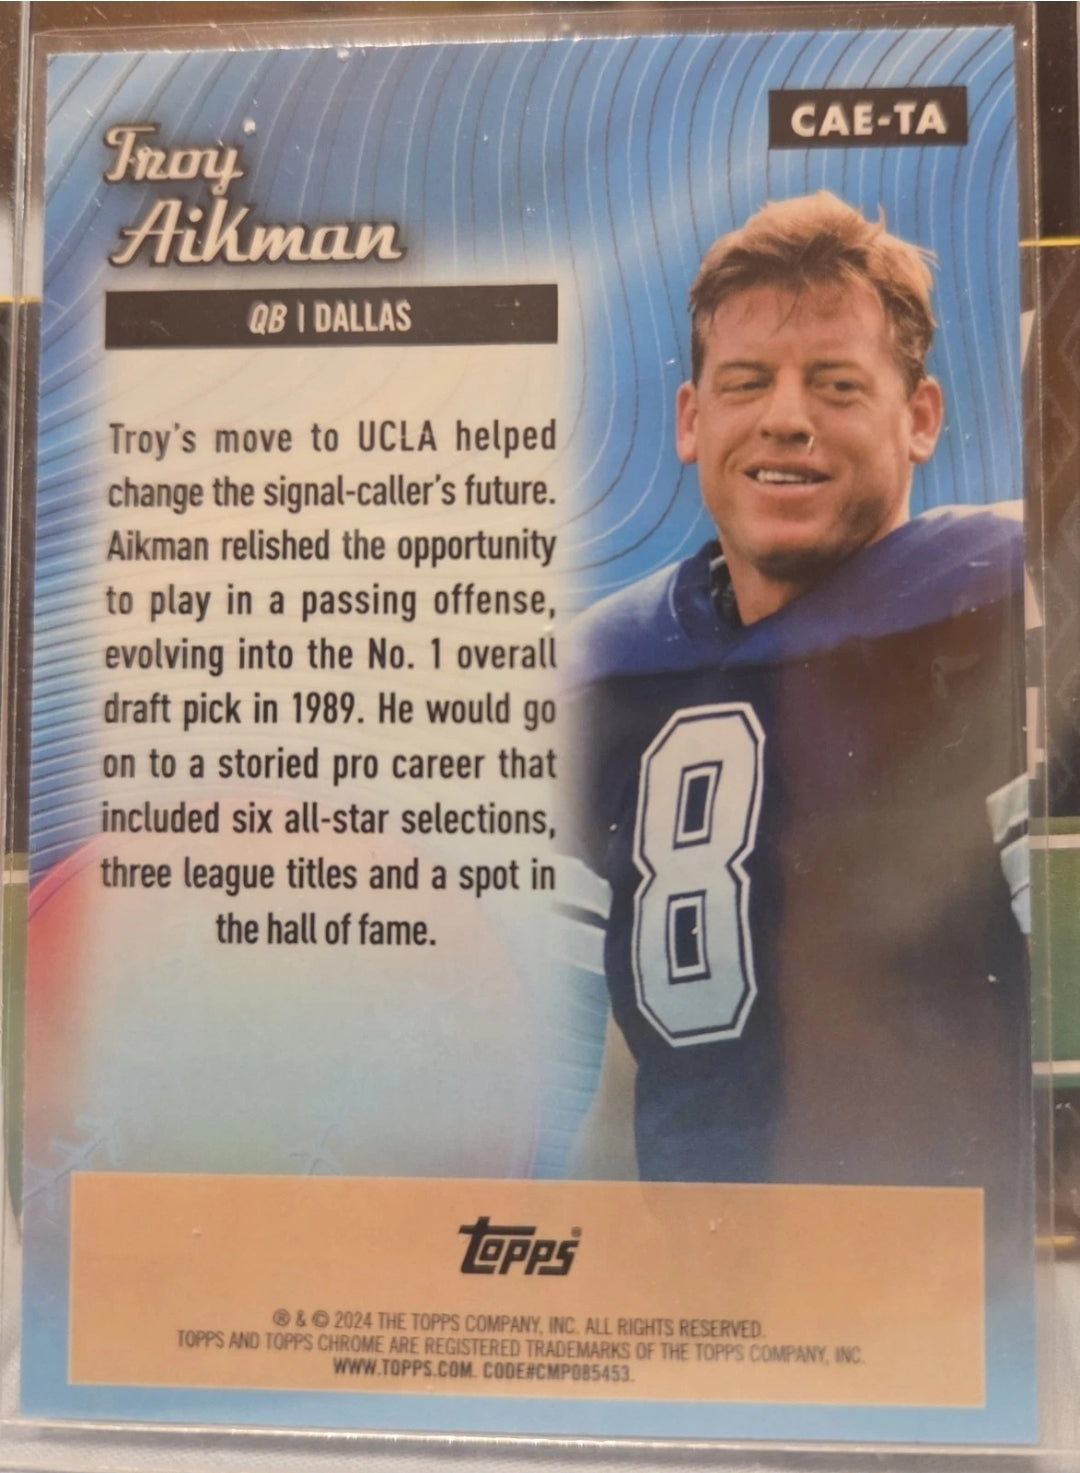 CAE-TA
Troy
Aikman
QB | DALLAS
Troy's move to UCLA helped
change the signal-caller's future.
Aikman relished the opportunity
to play in a passing offense,
evolving into the No. 1 overall
draft pick in 1989. He would go
on to a storied pro career that
included six all-star selections,
three league titles and a spot in
the hall of fame.
8
topps®
® & © 2024 THE TOPPS COMPANY, INC. ALL RIGHTS RESERVED.
TOPPS AND TOPPS CHROME ARE REGISTERED TRADEMARKS OF THE TOPPS COMPANY, INC.
WWW.TOPPS.COM. CODE#CMP085453.